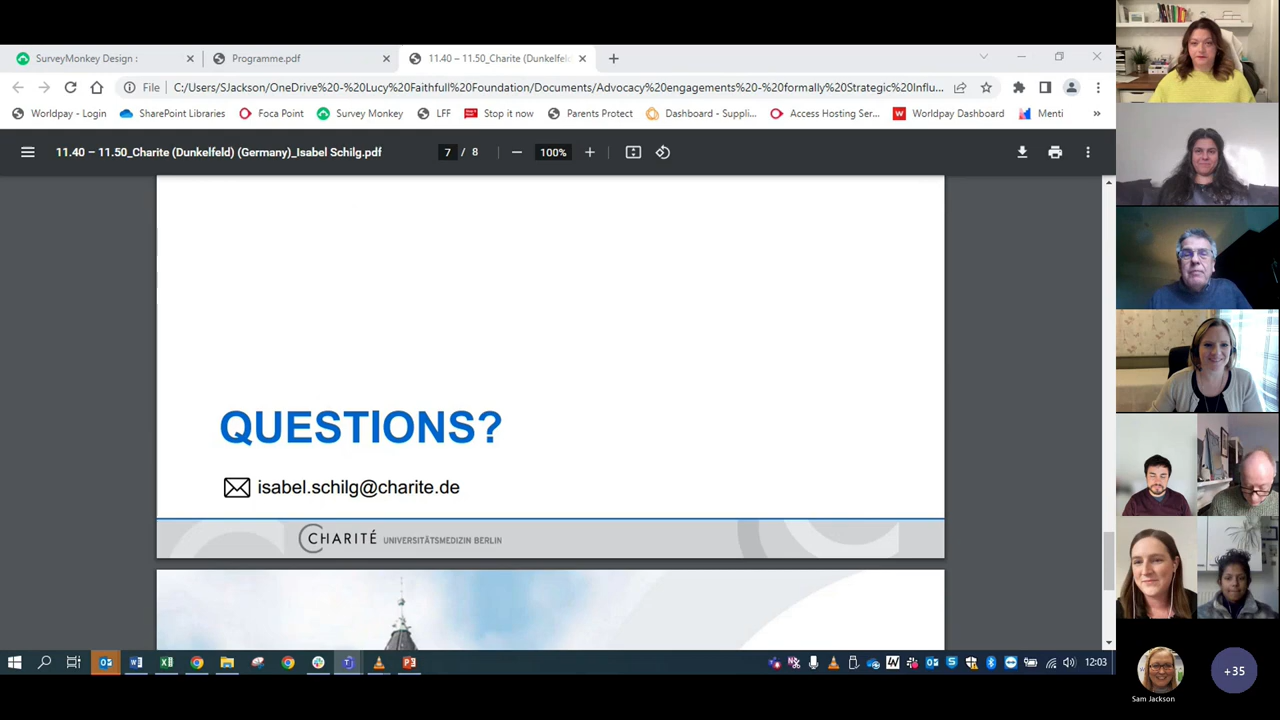 SurveyMonkey Design :
Programme.pdf
11.40 – 11.50_Charite (Dunkelfeld
File
C:/Users/SJackson/OneDrive%20-%20Lucy%20Faithfull%20Foundation/Documents/Advocacy%20engagements%20-%20formally%20Strategic%20Influ...
Worldpay - Login
SharePoint Libraries
Foca Point
Survey Monkey
LFF
Stop it now
Parents Protect
Dashboard - Suppli...
Access Hosting Ser...
Worldpay Dashboard
Menti
11.40 – 11.50_Charite (Dunkelfeld) (Germany)_Isabel Schilg.pdf
7 / 8
100%
QUESTIONS?
isabel.schilg@charite.de
CHARITÉ UNIVERSITÄTSMEDIZIN BERLIN
12:03
Sam Jackson
+35